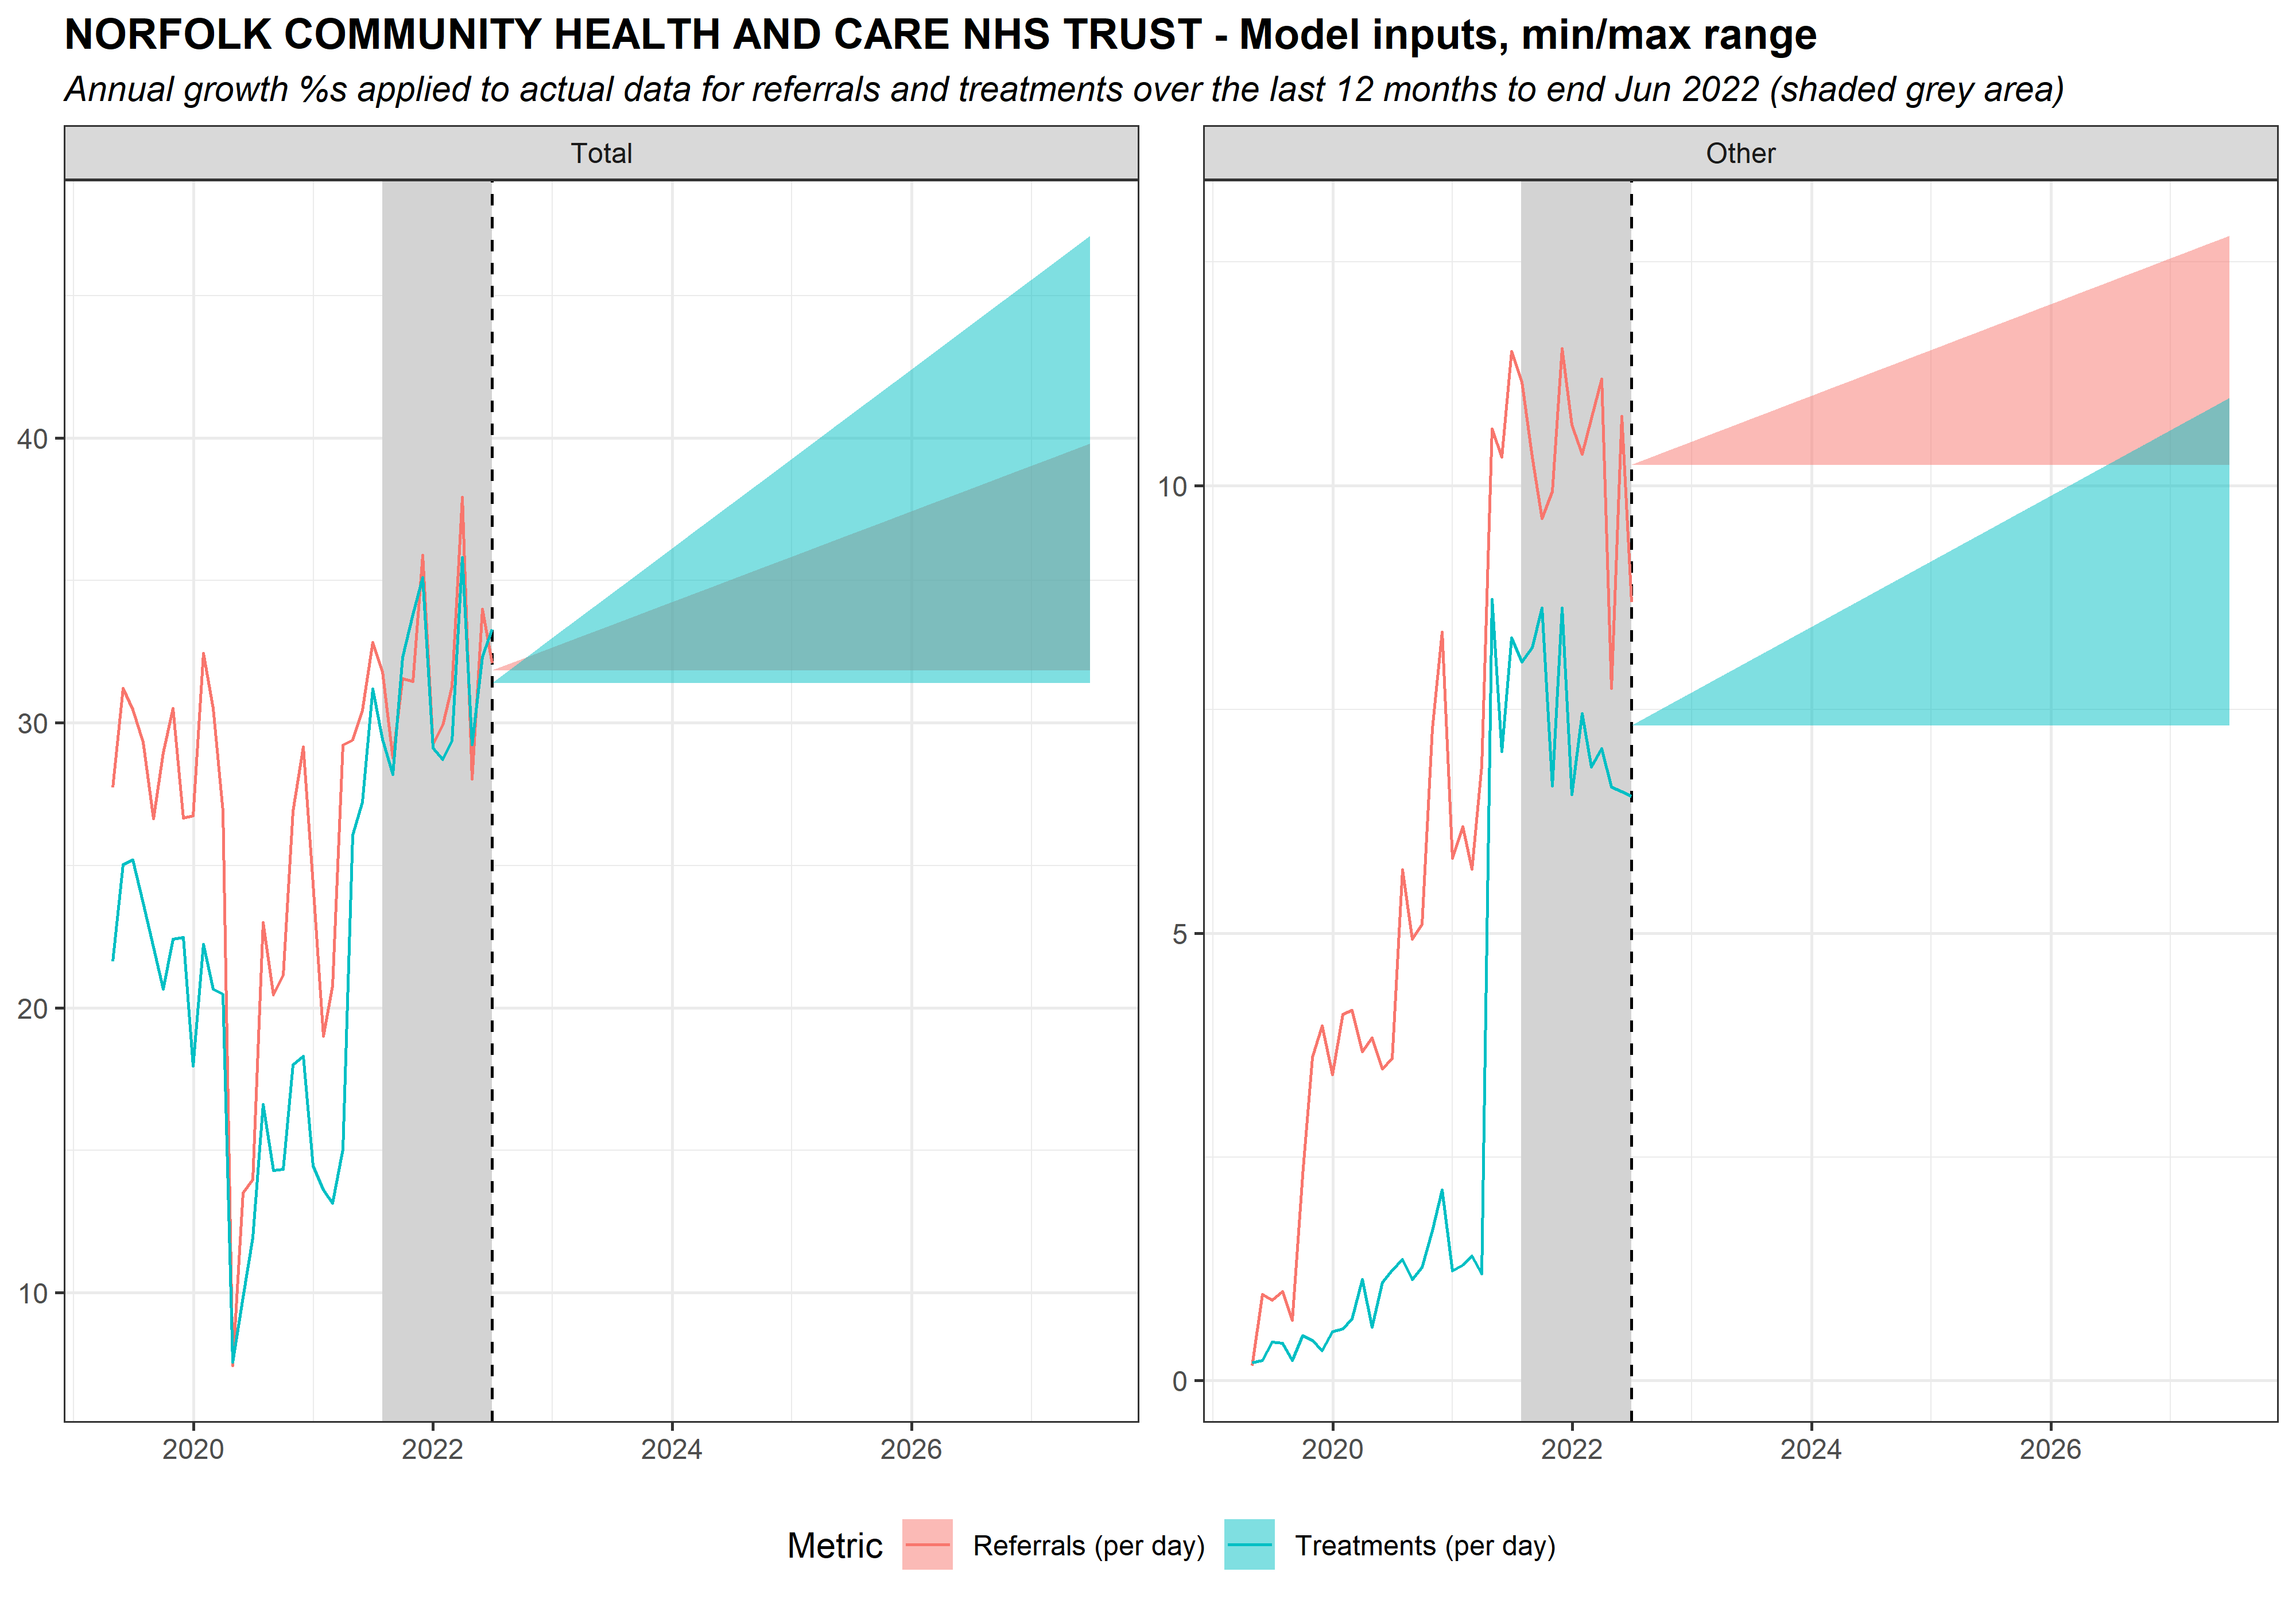 NORFOLK COMMUNITY HEALTH AND CARE NHS TRUST - Model inputs, min/max range
Annual growth %s applied to actual data for referrals and treatments over the last 12 months to end Jun 2022 (shaded grey area)
Total
Other
40
30
20
10
10
5
0
2020
2022
2024
2026
2020
2022
2024
2026
Metric
Referrals (per day)
Treatments (per day)